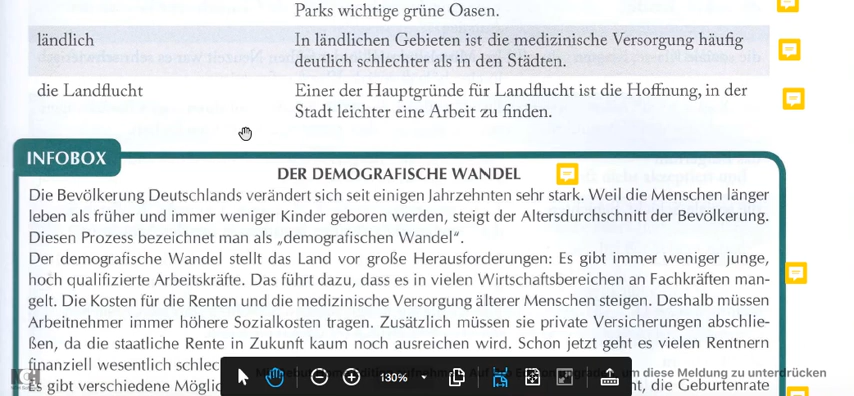 Parks wichtige grüne Oasen.
ländlich
In ländlichen Gebieten ist die medizinische Versorgung häufig
deutlich schlechter als in den Städten.
die Landflucht
Einer der Hauptgründe für Landflucht ist die Hoffnung, in der
Stadt leichter eine Arbeit zu finden.
INFOBOX
DER DEMOGRAFISCHE WANDEL
Die Bevölkerung Deutschlands verändert sich seit einigen Jahrzehnten sehr stark. Weil die Menschen länger
leben als früher und immer weniger Kinder geboren werden, steigt der Altersdurchschnitt der Bevölkerung.
Diesen Prozess bezeichnet man als „demografischen Wandel“.
Der demografische Wandel stellt das Land vor große Herausforderungen: Es gibt immer weniger junge,
hoch qualifizierte Arbeitskräfte. Das führt dazu, dass es in vielen Wirtschaftsbereichen an Fachkräften man-
gelt. Die Kosten für die Renten und die medizinische Versorgung älterer Menschen steigen. Deshalb müssen
Arbeitnehmer immer höhere Sozialkosten tragen. Zusätzlich müssen sie private Versicherungen abschlie-
ßen, da die staatliche Rente in Zukunft kaum noch ausreichen wird. Schon jetzt geht es vielen Rentnern
finanziell wesentlich
um diese Meldung zu unterdrücken
Es gibt verschiedene
die Geburtenrate
130%